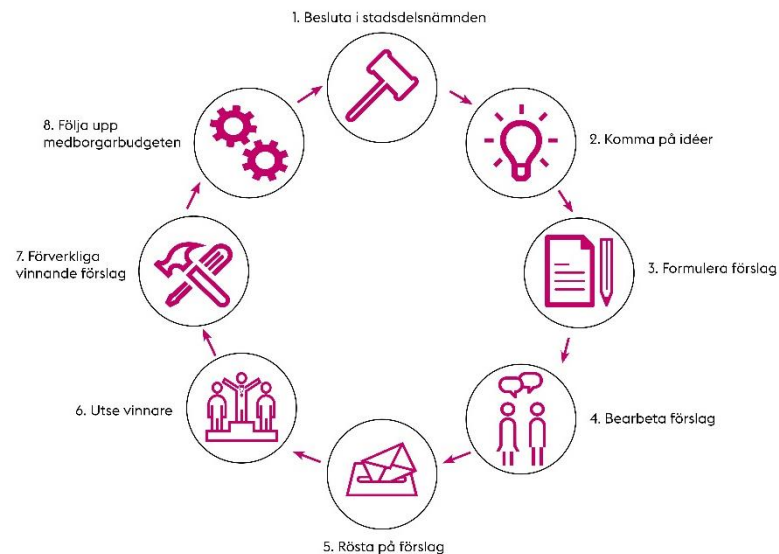 1. Besluta i stadsdelsnämnden
2. Komma på idéer
3. Formulera förslag
4. Bearbeta förslag
5. Rösta på förslag
6. Utse vinnare
7. Förverkliga
vinnande förslag
8. Följa upp
medborgarbudgeten